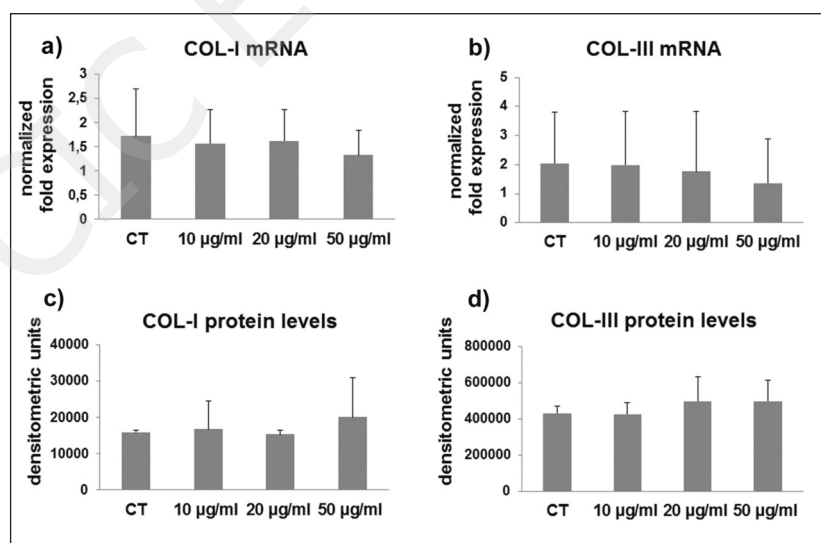 a)
COL-I mRNA
normalized
fold expression
3
2,5
2
1,5
1
0,5
0
CT
10 µg/ml
20 µg/ml
50 µg/ml
b)
COL-III mRNA
normalized
fold expression
5
4
3
2
1
0
CT
10 µg/ml
20 µg/ml
50 µg/ml
c)
COL-I protein levels
densitometric units
40000
30000
20000
10000
0
CT
10 µg/ml
20 µg/ml
50 µg/ml
d)
COL-III protein levels
densitometric units
800000
600000
400000
200000
0
CT
10 µg/ml
20 µg/ml
50 µg/ml